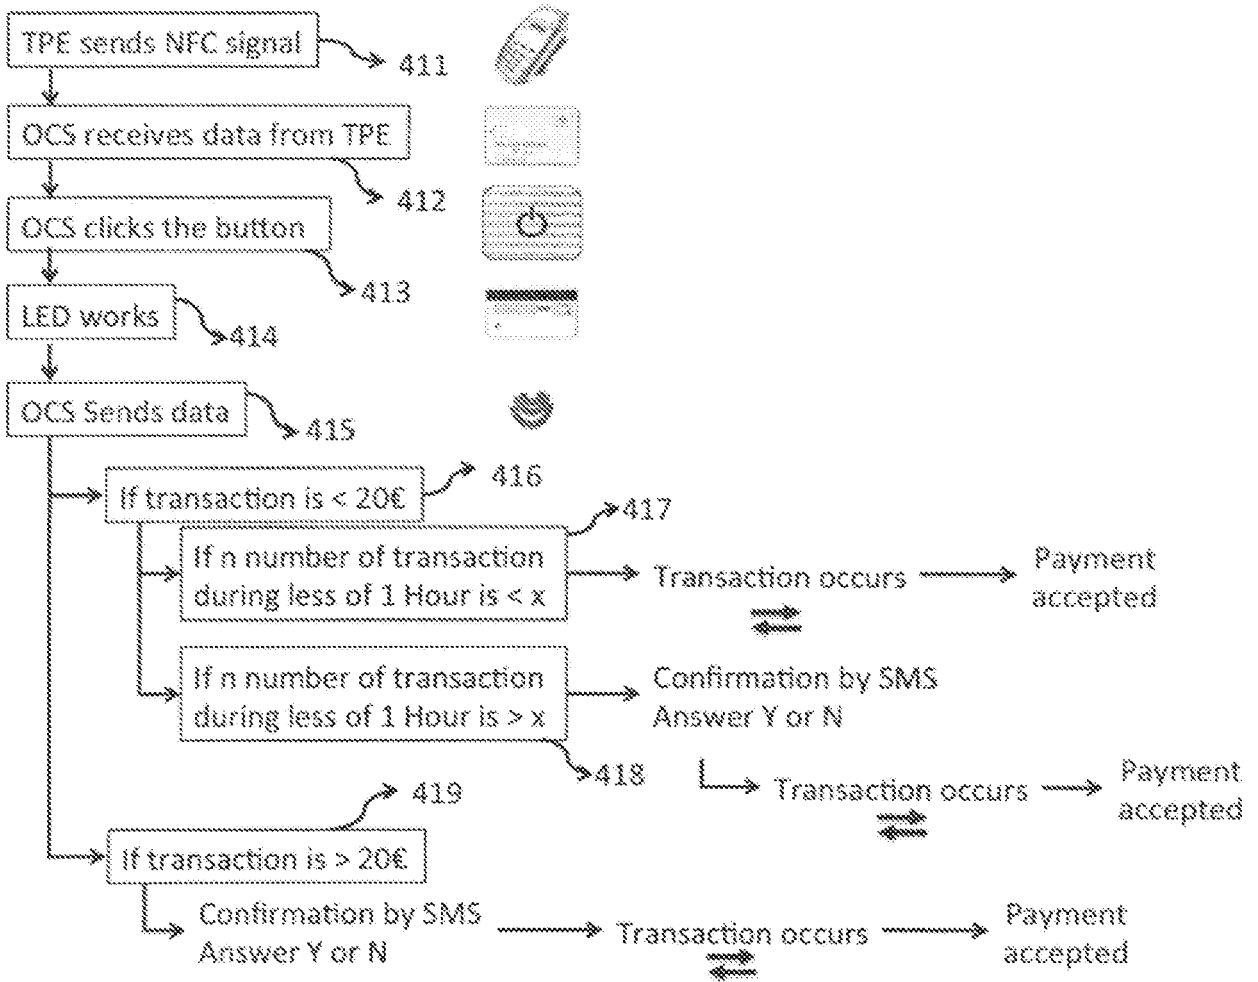 TPE sends NFC signal
411
OCS receives data from TPE
412
OCS clicks the button
413
LED works
414
OCS Sends data
415
If transaction is < 20€
416
417
If n number of transaction
during less of 1 Hour is < x
Transaction occurs
Payment
accepted
If n number of transaction
during less of 1 Hour is > x
418
Confirmation by SMS
Answer Y or N
Transaction occurs
Payment
accepted
419
If transaction is > 20€
Confirmation by SMS
Answer Y or N
Transaction occurs
Payment
accepted